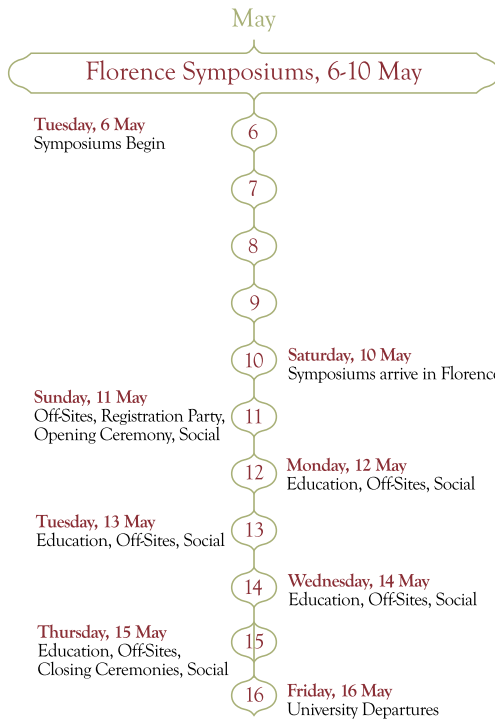 May
Florence Symposiums, 6-10 May
Tuesday, 6 May
Symposiums Begin
6
7
8
9
10
Saturday, 10 May
Symposiums arrive in Florence
Sunday, 11 May
Off-Sites, Registration Party,
Opening Ceremony, Social
11
12
Monday, 12 May
Education, Off-Sites, Social
Tuesday, 13 May
Education, Off-Sites, Social
13
14
Wednesday, 14 May
Education, Off-Sites, Social
Thursday, 15 May
Education, Off-Sites,
Closing Ceremonies, Social
15
16
Friday, 16 May
University Departures